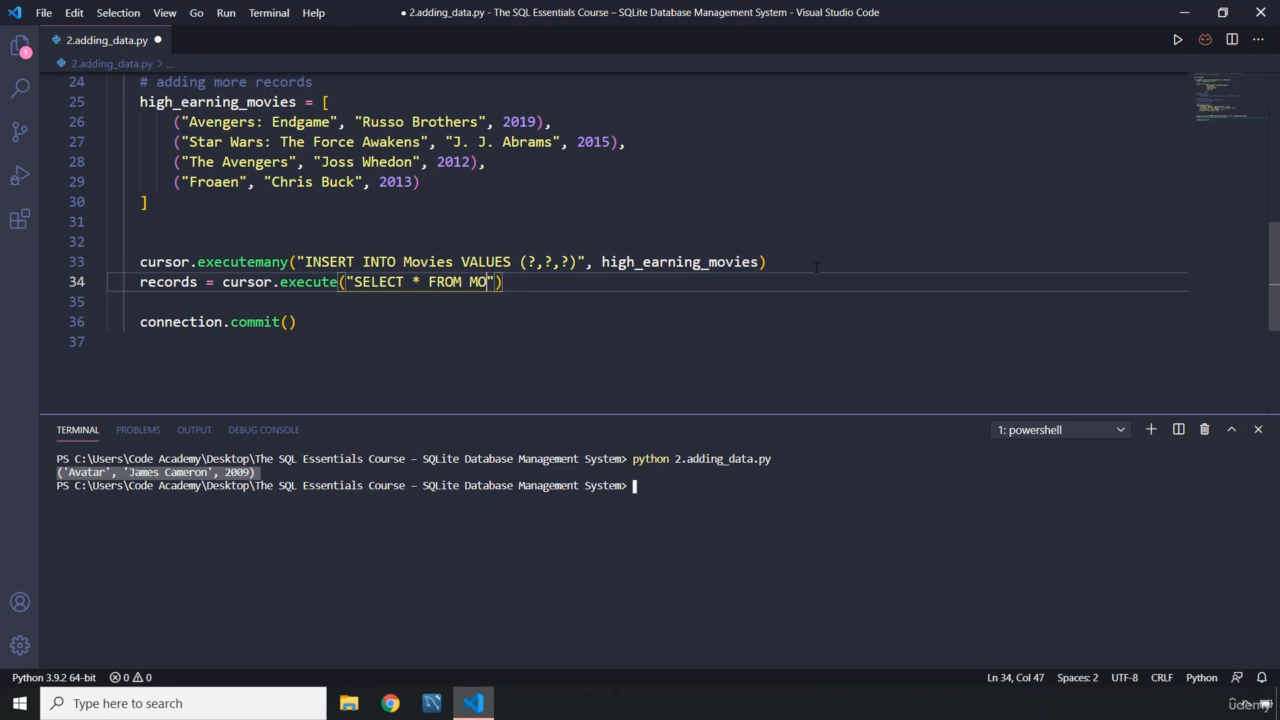 File Edit Selection View Go Run Terminal Help
● 2.adding_data.py - The SQL Essentials Course – SQLite Database Management System - Visual Studio Code
2.adding_data.py ●
2.adding_data.py > ...
24 # adding more records
25 high_earning_movies = [
26 ("Avengers: Endgame", "Russo Brothers", 2019),
27 ("Star Wars: The Force Awakens", "J. J. Abrams", 2015),
28 ("The Avengers", "Joss Whedon", 2012),
29 ("Froaen", "Chris Buck", 2013)
30 ]
31
32
33 cursor.executemany("INSERT INTO Movies VALUES (?,?,?)", high_earning_movies)
34 records = cursor.execute("SELECT * FROM MO")
35
36 connection.commit()
37
TERMINAL PROBLEMS OUTPUT DEBUG CONSOLE 1: powershell
PS C:\Users\Code Academy\Desktop\The SQL Essentials Course – SQLite Database Management System> python 2.adding_data.py
('Avatar', 'James Cameron', 2009)
PS C:\Users\Code Academy\Desktop\The SQL Essentials Course – SQLite Database Management System>
Python 3.9.2 64-bit 0 0 Ln 34, Col 47 Spaces: 2 UTF-8 CRLF Python
Type here to search
udemy